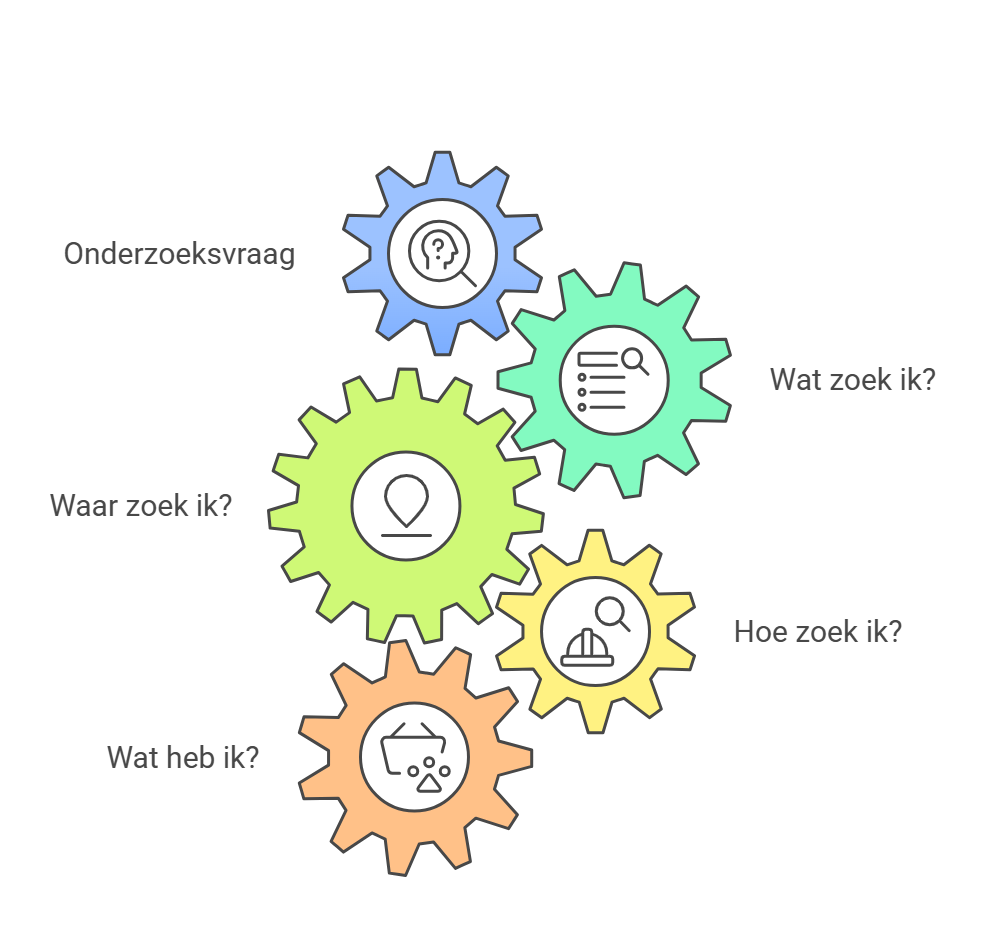 Onderzoeksvraag
Wat zoek ik?
Waar zoek ik?
Hoe zoek ik?
Wat heb ik?